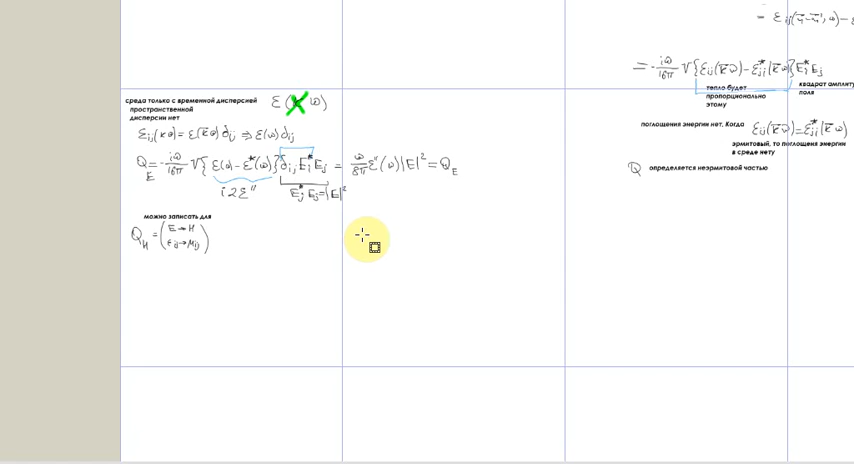 = ε_ij(r⃗-r⃗',ω) - ε
= -iω/16π V{ε_ij(k̄ω) - ε*_ji(k̄ω)}E*_i E_j
тепло будет
пропорционально
этому
квадрат амплиту
поля
поглощения энергии нет. Когда ε_ij(k̄ω) = ε*_ji(k̄ω)
эрмитовый, то поглощения энергии
в среде нету
Q определяется неэрмитовой частью
среда только с временной дисперсией
пространственной
дисперсии нет
ε( ω)
ε_ij(kω) = ε(k̄ω)δ_ij ⇒ ε(ω)δ_ij
Q_E = -iω/16π V{ε(ω) - ε*(ω)}δ_ij E*_i E_j = ω/8π ε''(ω)|E|² = Q_E
i2ε''
E*_j E_j = |E|²
можно записать для
Q_H = (E→H
ε_ij→μ_ij)